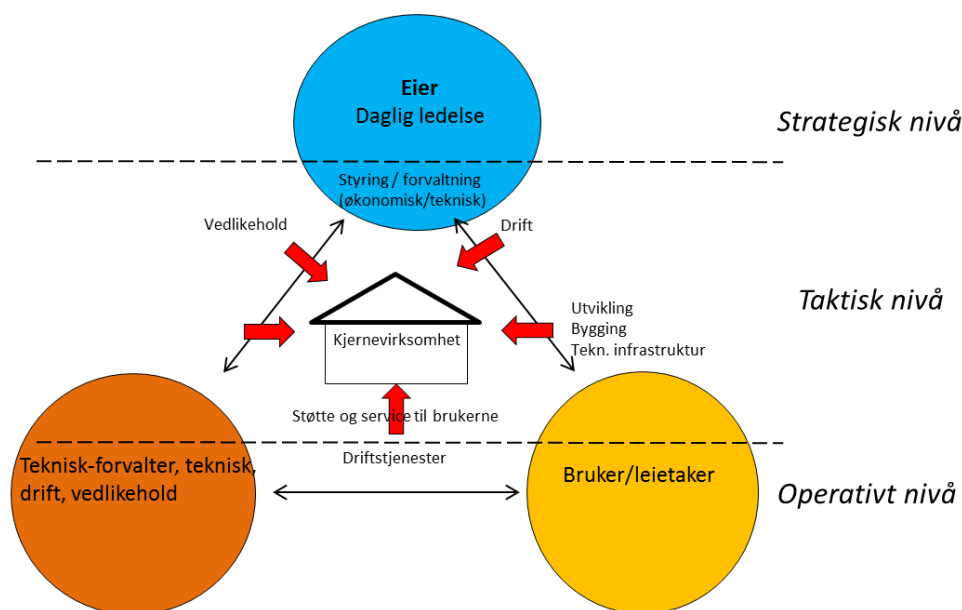 Eier
Daglig ledelse
Strategisk nivå
Styring / forvaltning
(økonomisk/teknisk)
Vedlikehold
Drift
Taktisk nivå
Utvikling
Bygging
Tekn. infrastruktur
Kjernevirksomhet
Støtte og service til brukerne
Driftstjenester
Teknisk-forvalter, teknisk,
drift, vedlikehold
Bruker/leietaker
Operativt nivå